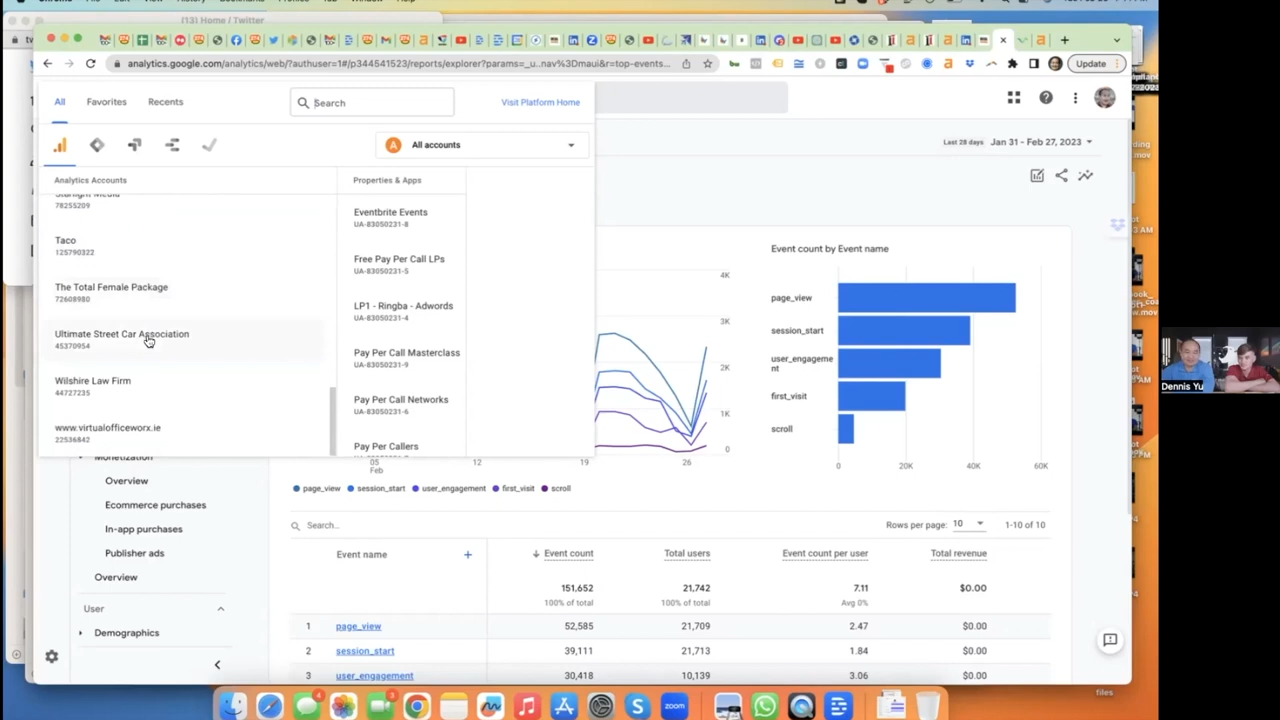 (13) Home / Twitter
analytics.google.com/analytics/web/?authuser=1#/p344541523/reports/explorer?params=_u...nav%3Dmaui&r=top-events...
Update
All
Favorites
Recents
Search
Visit Platform Home
All accounts
Last 28 days
Jan 31 - Feb 27, 2023
Analytics Accounts
Properties & Apps
78255209
Taco
125790322
The Total Female Package
72608980
Ultimate Street Car Association
45370954
Wilshire Law Firm
44727235
www.virtualofficeworx.ie
22536842
Eventbrite Events
UA-83050231-8
Free Pay Per Call LPs
UA-83050231-5
LP1 - Ringba - Adwords
UA-83050231-4
Pay Per Call Masterclass
UA-83050231-9
Pay Per Call Networks
UA-83050231-6
Pay Per Callers
4K
3K
2K
1K
0
05
Feb
12
19
26
Event count by Event name
page_view
session_start
user_engageme
nt
first_visit
scroll
0
20K
40K
60K
page_view
session_start
user_engagement
first_visit
scroll
Monetization
Overview
Ecommerce purchases
In-app purchases
Publisher ads
Overview
User
Demographics
Search...
Rows per page:
10
1-10 of 10
Event name
Event count
Total users
Event count per user
Total revenue
151,652
21,742
7.11
$0.00
100% of total
100% of total
Avg 0%
1 page_view 52,585 21,709 2.47 $0.00
2 session_start 39,111 21,713 1.84 $0.00
3 user_engagement 30,418 10,139 3.06 $0.00
Dennis Yu
zoom
files